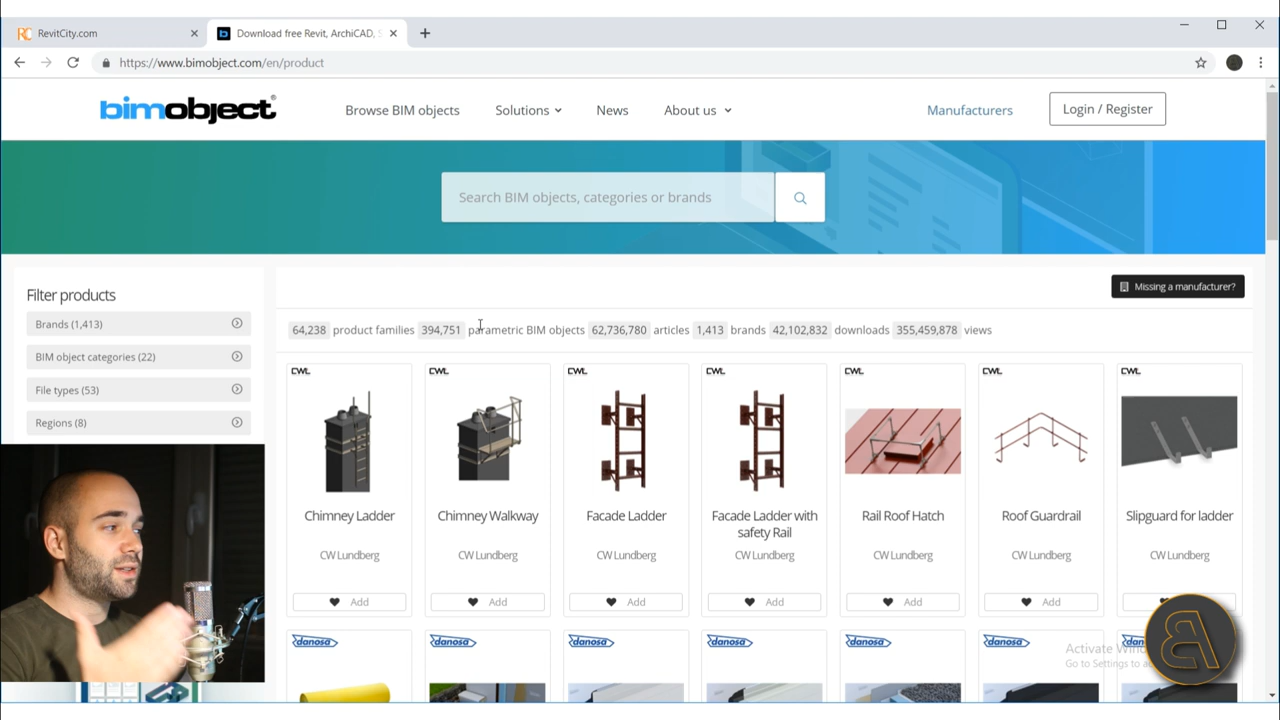 RevitCity.com
Download free Revit, ArchiCAD, S
https://www.bimobject.com/en/product
bimobject®
Browse BIM objects
Solutions
News
About us
Manufacturers
Login / Register
Search BIM objects, categories or brands
Filter products
Brands (1,413)
BIM object categories (22)
File types (53)
Regions (8)
Missing a manufacturer?
64,238 product families 394,751 parametric BIM objects 62,736,780 articles 1,413 brands 42,102,832 downloads 355,459,878 views
CWL CWL CWL CWL CWL CWL CWL
Chimney Ladder
CW Lundberg
Add
Chimney Walkway
CW Lundberg
Add
Facade Ladder
CW Lundberg
Add
Facade Ladder with
safety Rail
CW Lundberg
Add
Rail Roof Hatch
CW Lundberg
Add
Roof Guardrail
CW Lundberg
Add
Slipguard for ladder
CW Lundberg
danosa danosa danosa danosa danosa danosa
Activate
Go to Settings to